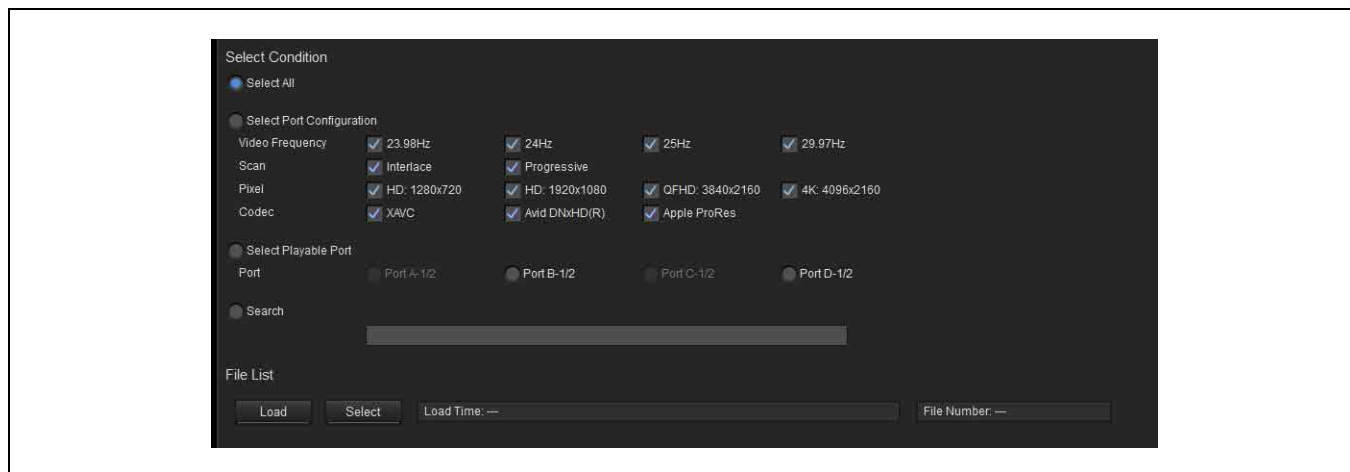 Select Condition
Select All
Select Port Configuration
Video Frequency 23.98Hz 24Hz 25Hz 29.97Hz
Scan Interlace Progressive
Pixel HD: 1280x720 HD: 1920x1080 QFHD: 3840x2160 4K: 4096x2160
Codec XAVC Avid DNxHD(R) Apple ProRes
Select Playable Port
Port Port A-1/2 Port B-1/2 Port C-1/2 Port D-1/2
Search
File List
Load Select Load Time: --- File Number: ---